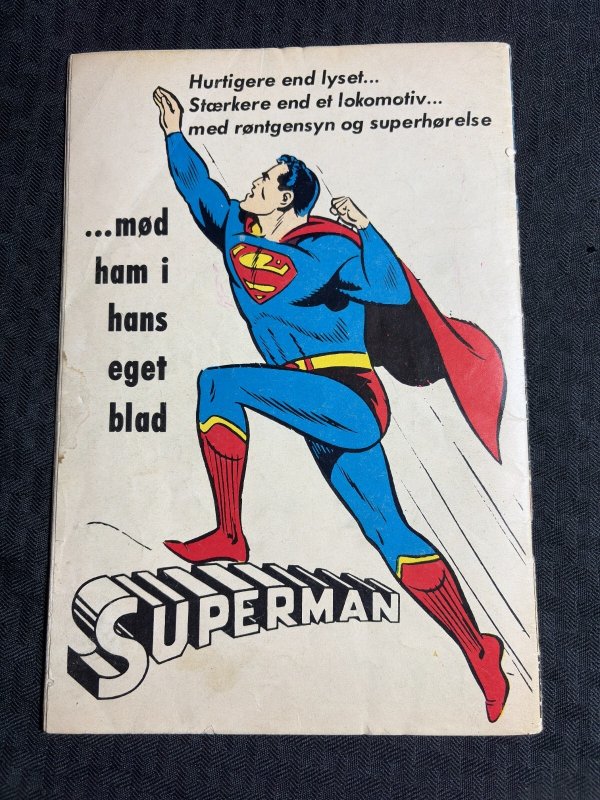 Hurtigere end lyset...
Stærkere end et lokomotiv...
med røntgensyn og superhørelse
...mød
ham i
hans
eget
blad
S
SUPERMAN